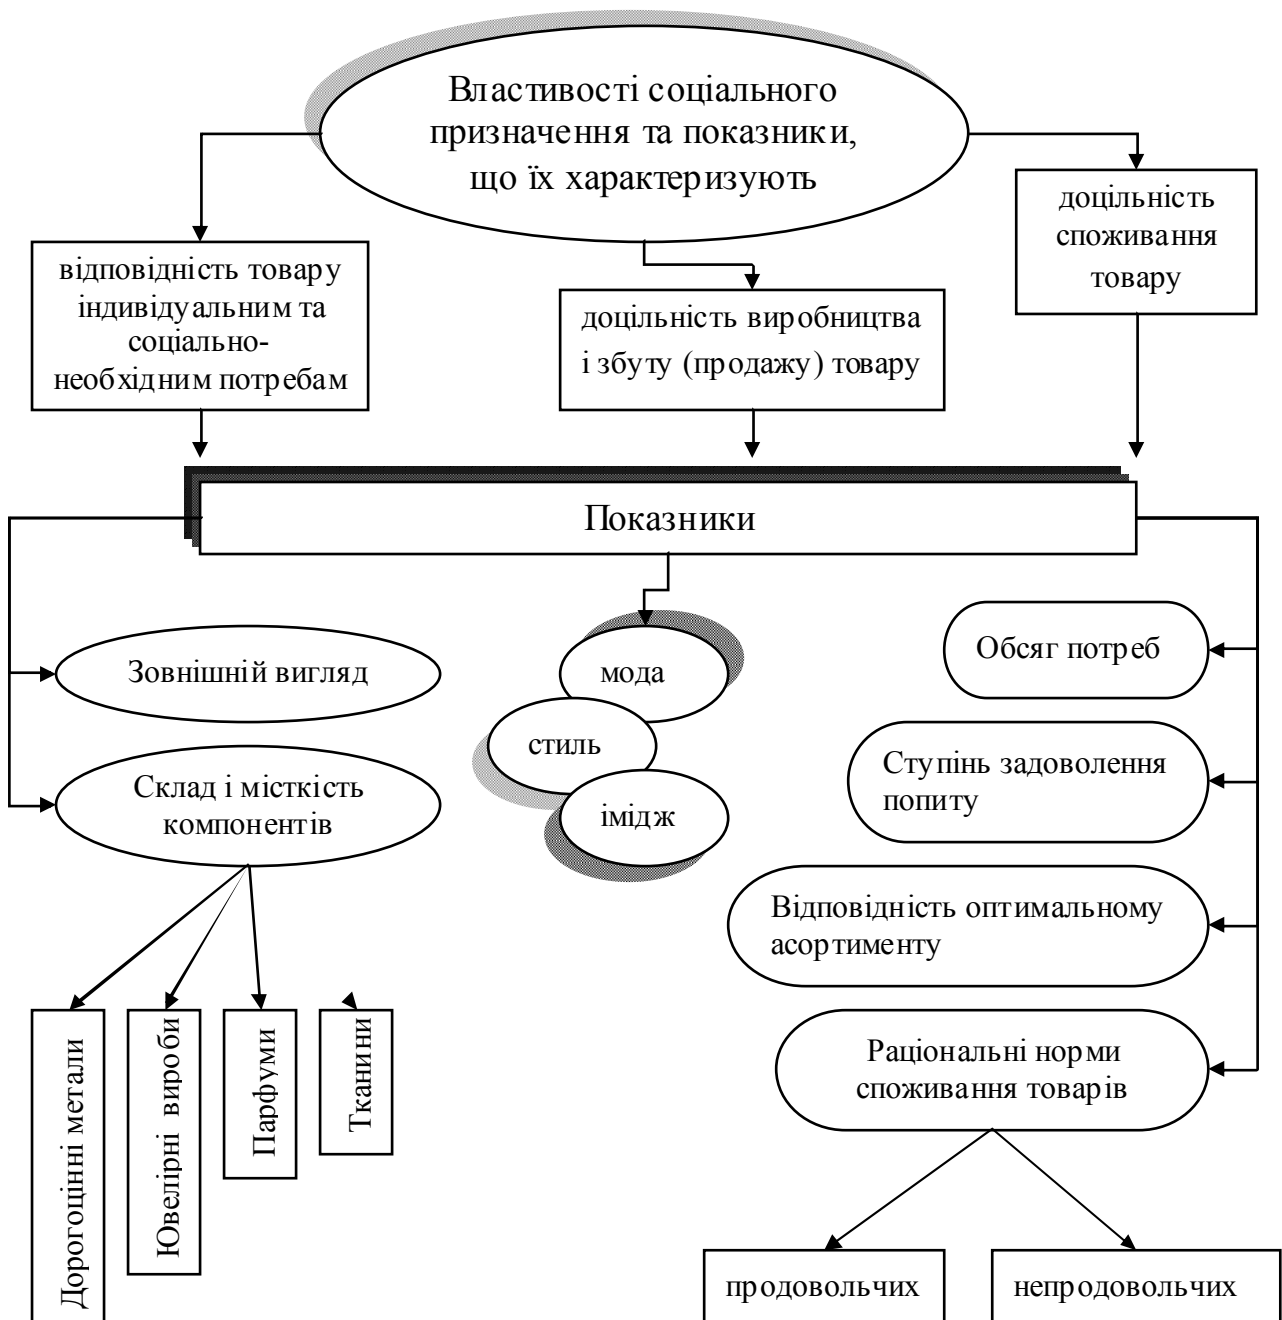 Властивості соціального
призначення та показники,
що їх характеризують
відповідність товару
індивідуальним та
соціально-
необхідним потребам
доцільність виробництва
і збуту (продажу) товару
доцільність
споживання
товару
Показники
Зовнішній вигляд
Склад і місткість
компонентів
мода
стиль
імідж
Обсяг потреб
Ступінь задоволення
попиту
Відповідність оптимальному
асортименту
Раціональні норми
споживання товарів
Дорогоцінні метали
Ювелірні вироби
Парфуми
Тканини
продовольчих
непродовольчих